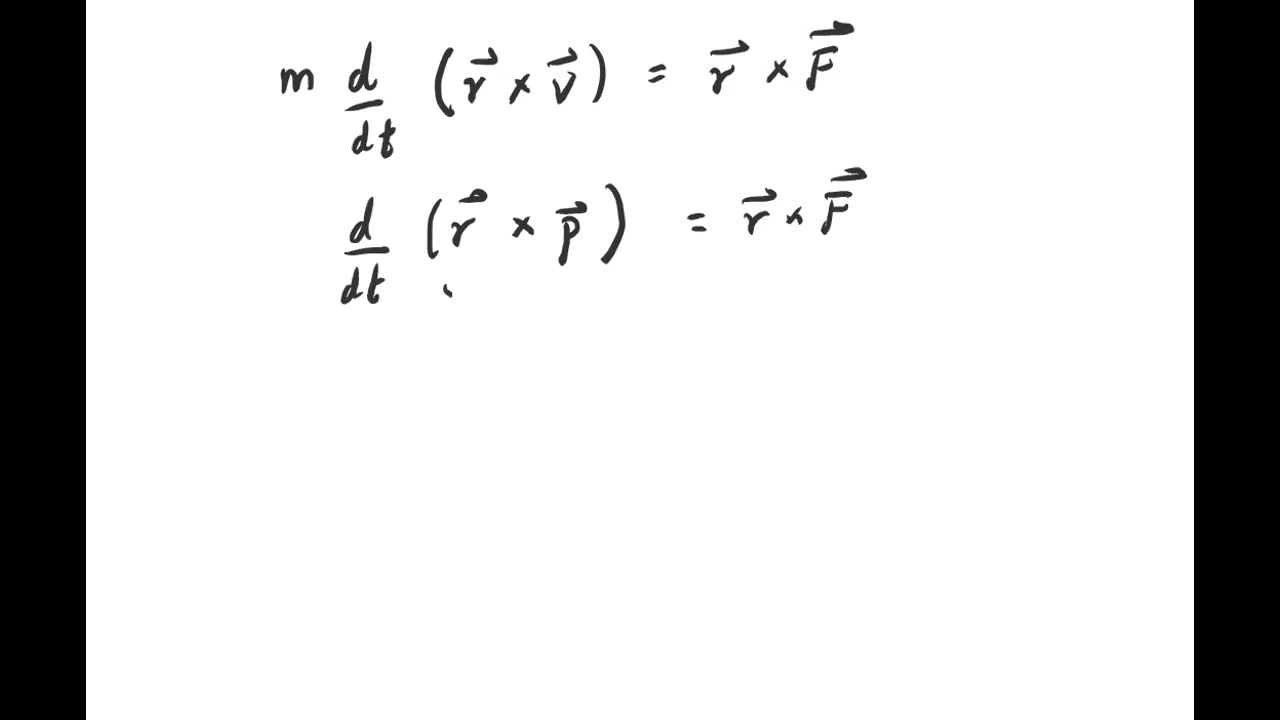 m d/dt (r⃗ × v⃗) = r⃗ × F⃗
d/dt (r⃗ × p⃗) = r⃗ × F⃗